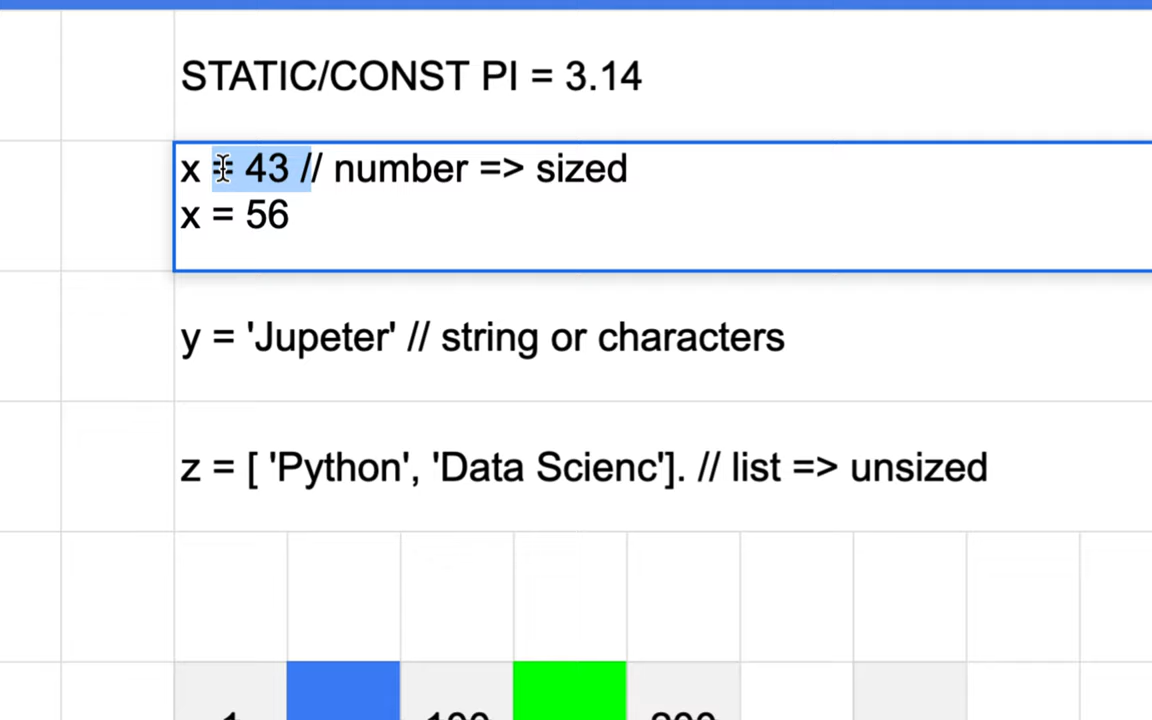 STATIC/CONST PI = 3.14
x = 43 // number => sized
x = 56
y = 'Jupeter' // string or characters
z = [ 'Python', 'Data Scienc']. // list => unsized